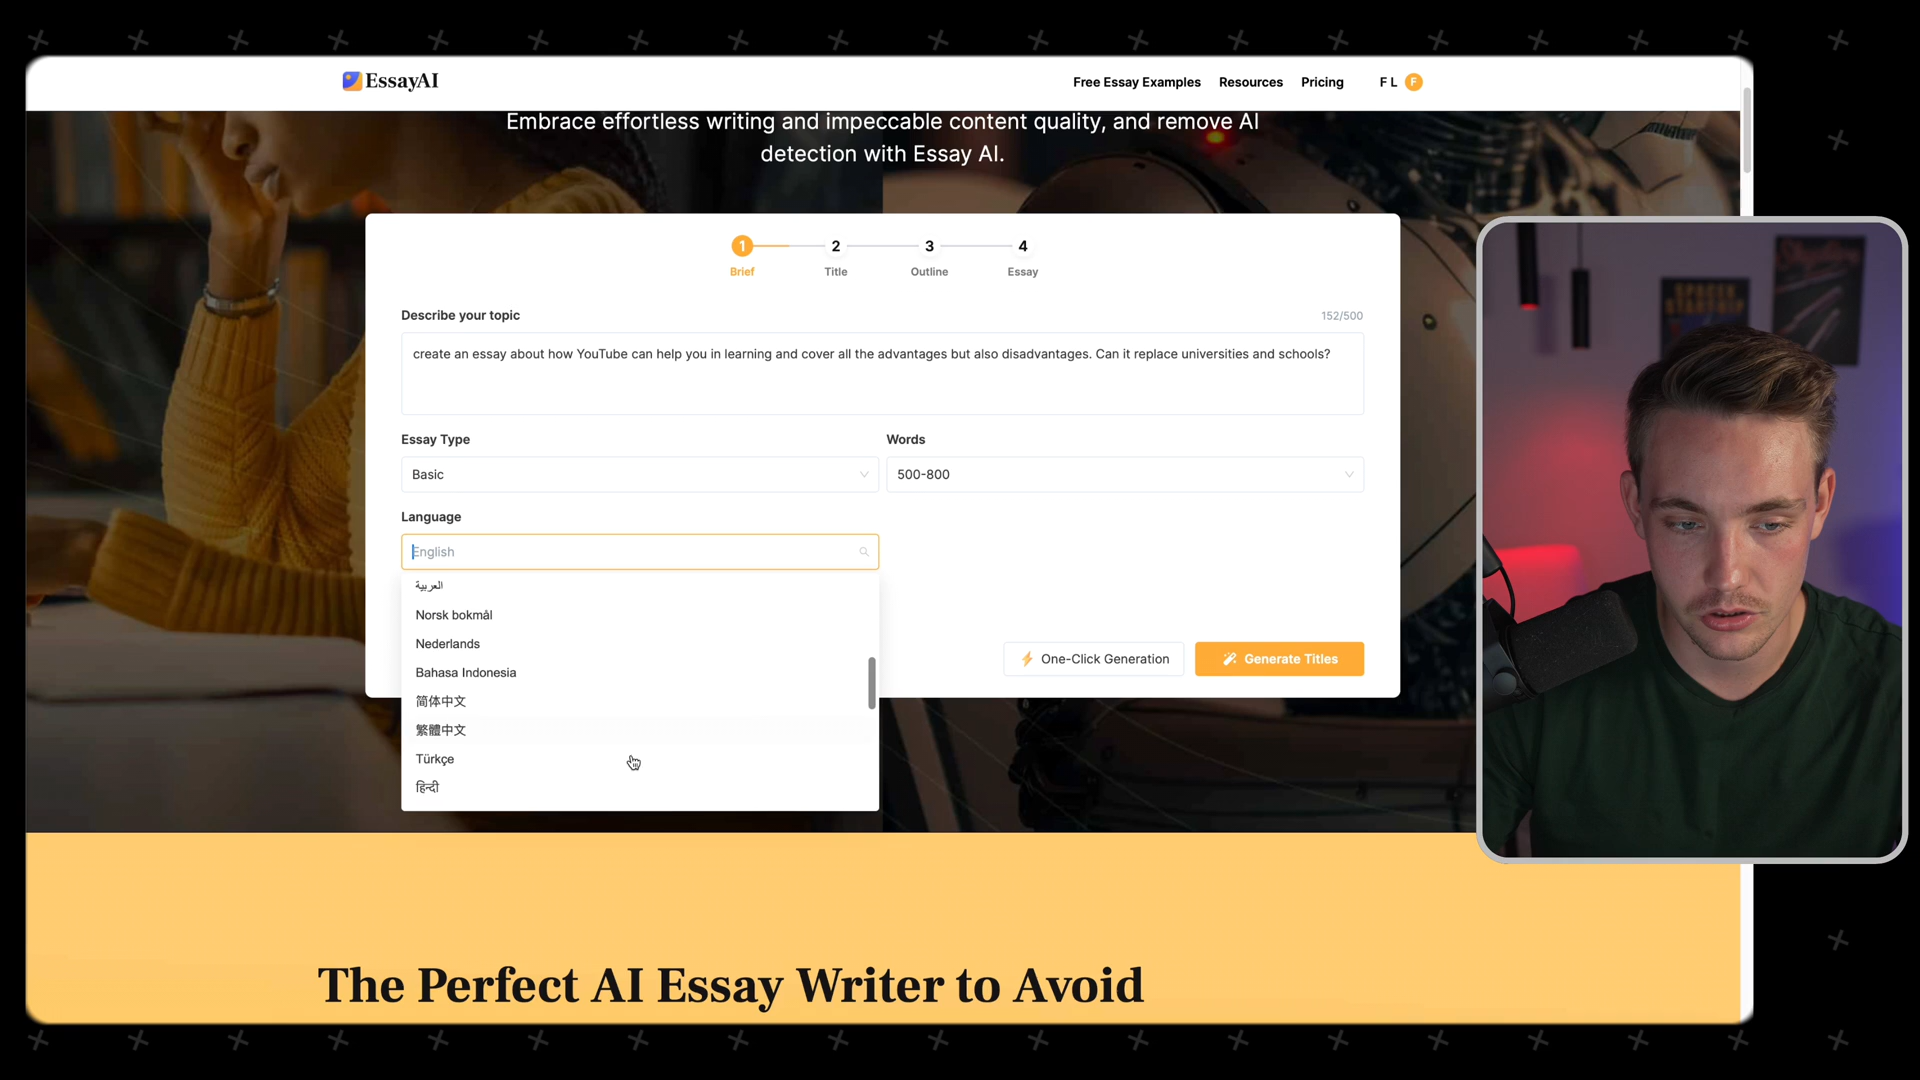 EssayAI
Free Essay Examples
Resources
Pricing
F L
F
Embrace effortless writing and impeccable content quality, and remove AI
detection with Essay AI.
1
2
3
4
Brief
Title
Outline
Essay
Describe your topic
152/500
create an essay about how YouTube can help you in learning and cover all the advantages but also disadvantages. Can it replace universities and schools?
Essay Type
Words
Basic
500-800
Language
English
العربية
Norsk bokmål
Nederlands
Bahasa Indonesia
简体中文
繁體中文
Türkçe
हिन्दी
One-Click Generation
Generate Titles
The Perfect AI Essay Writer to Avoid